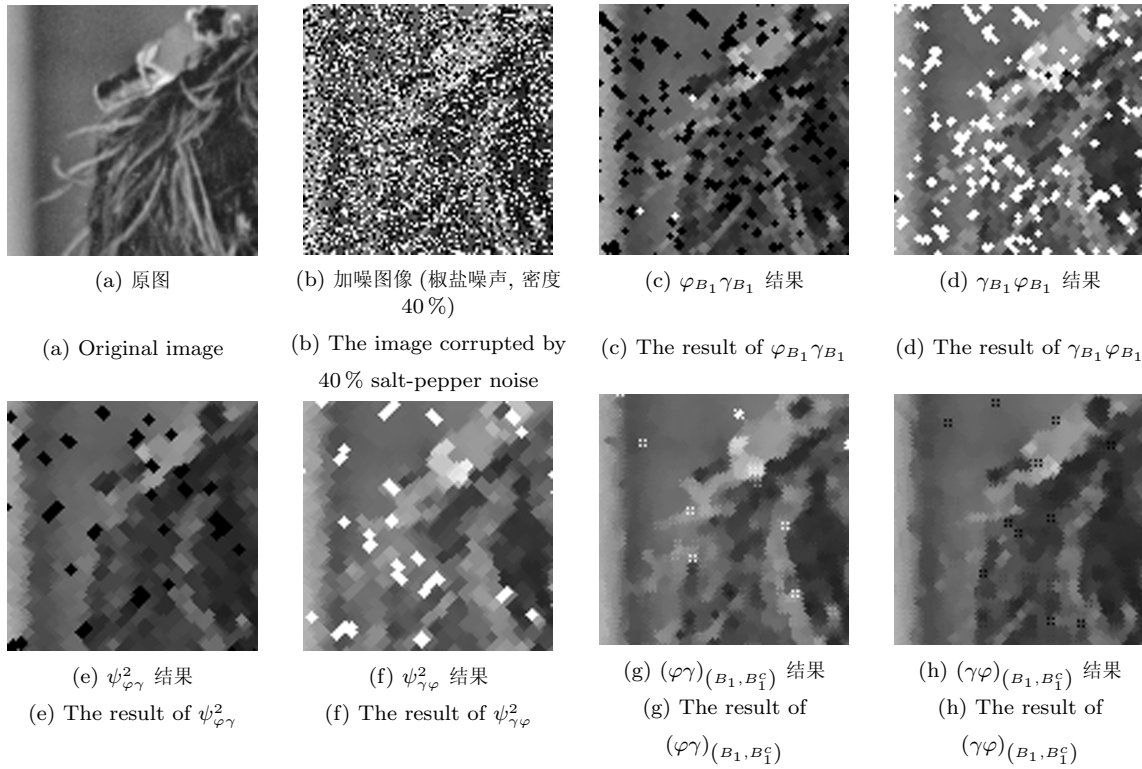 (a) 原图
(b) 加噪图像 (椒盐噪声, 密度
40 %)
(c) φ_{B_1}γ_{B_1} 结果
(d) γ_{B_1}φ_{B_1} 结果
(a) Original image
(b) The image corrupted by
40 % salt-pepper noise
(c) The result of φ_{B_1}γ_{B_1}
(d) The result of γ_{B_1}φ_{B_1}
(e) ψ^2_{φγ} 结果
(f) ψ^2_{γφ} 结果
(g) (φγ)_{(B_1, B_1^c)} 结果
(h) (γφ)_{(B_1, B_1^c)} 结果
(e) The result of ψ^2_{φγ}
(f) The result of ψ^2_{γφ}
(g) The result of
(φγ)_{(B_1, B_1^c)}
(h) The result of
(γφ)_{(B_1, B_1^c)}